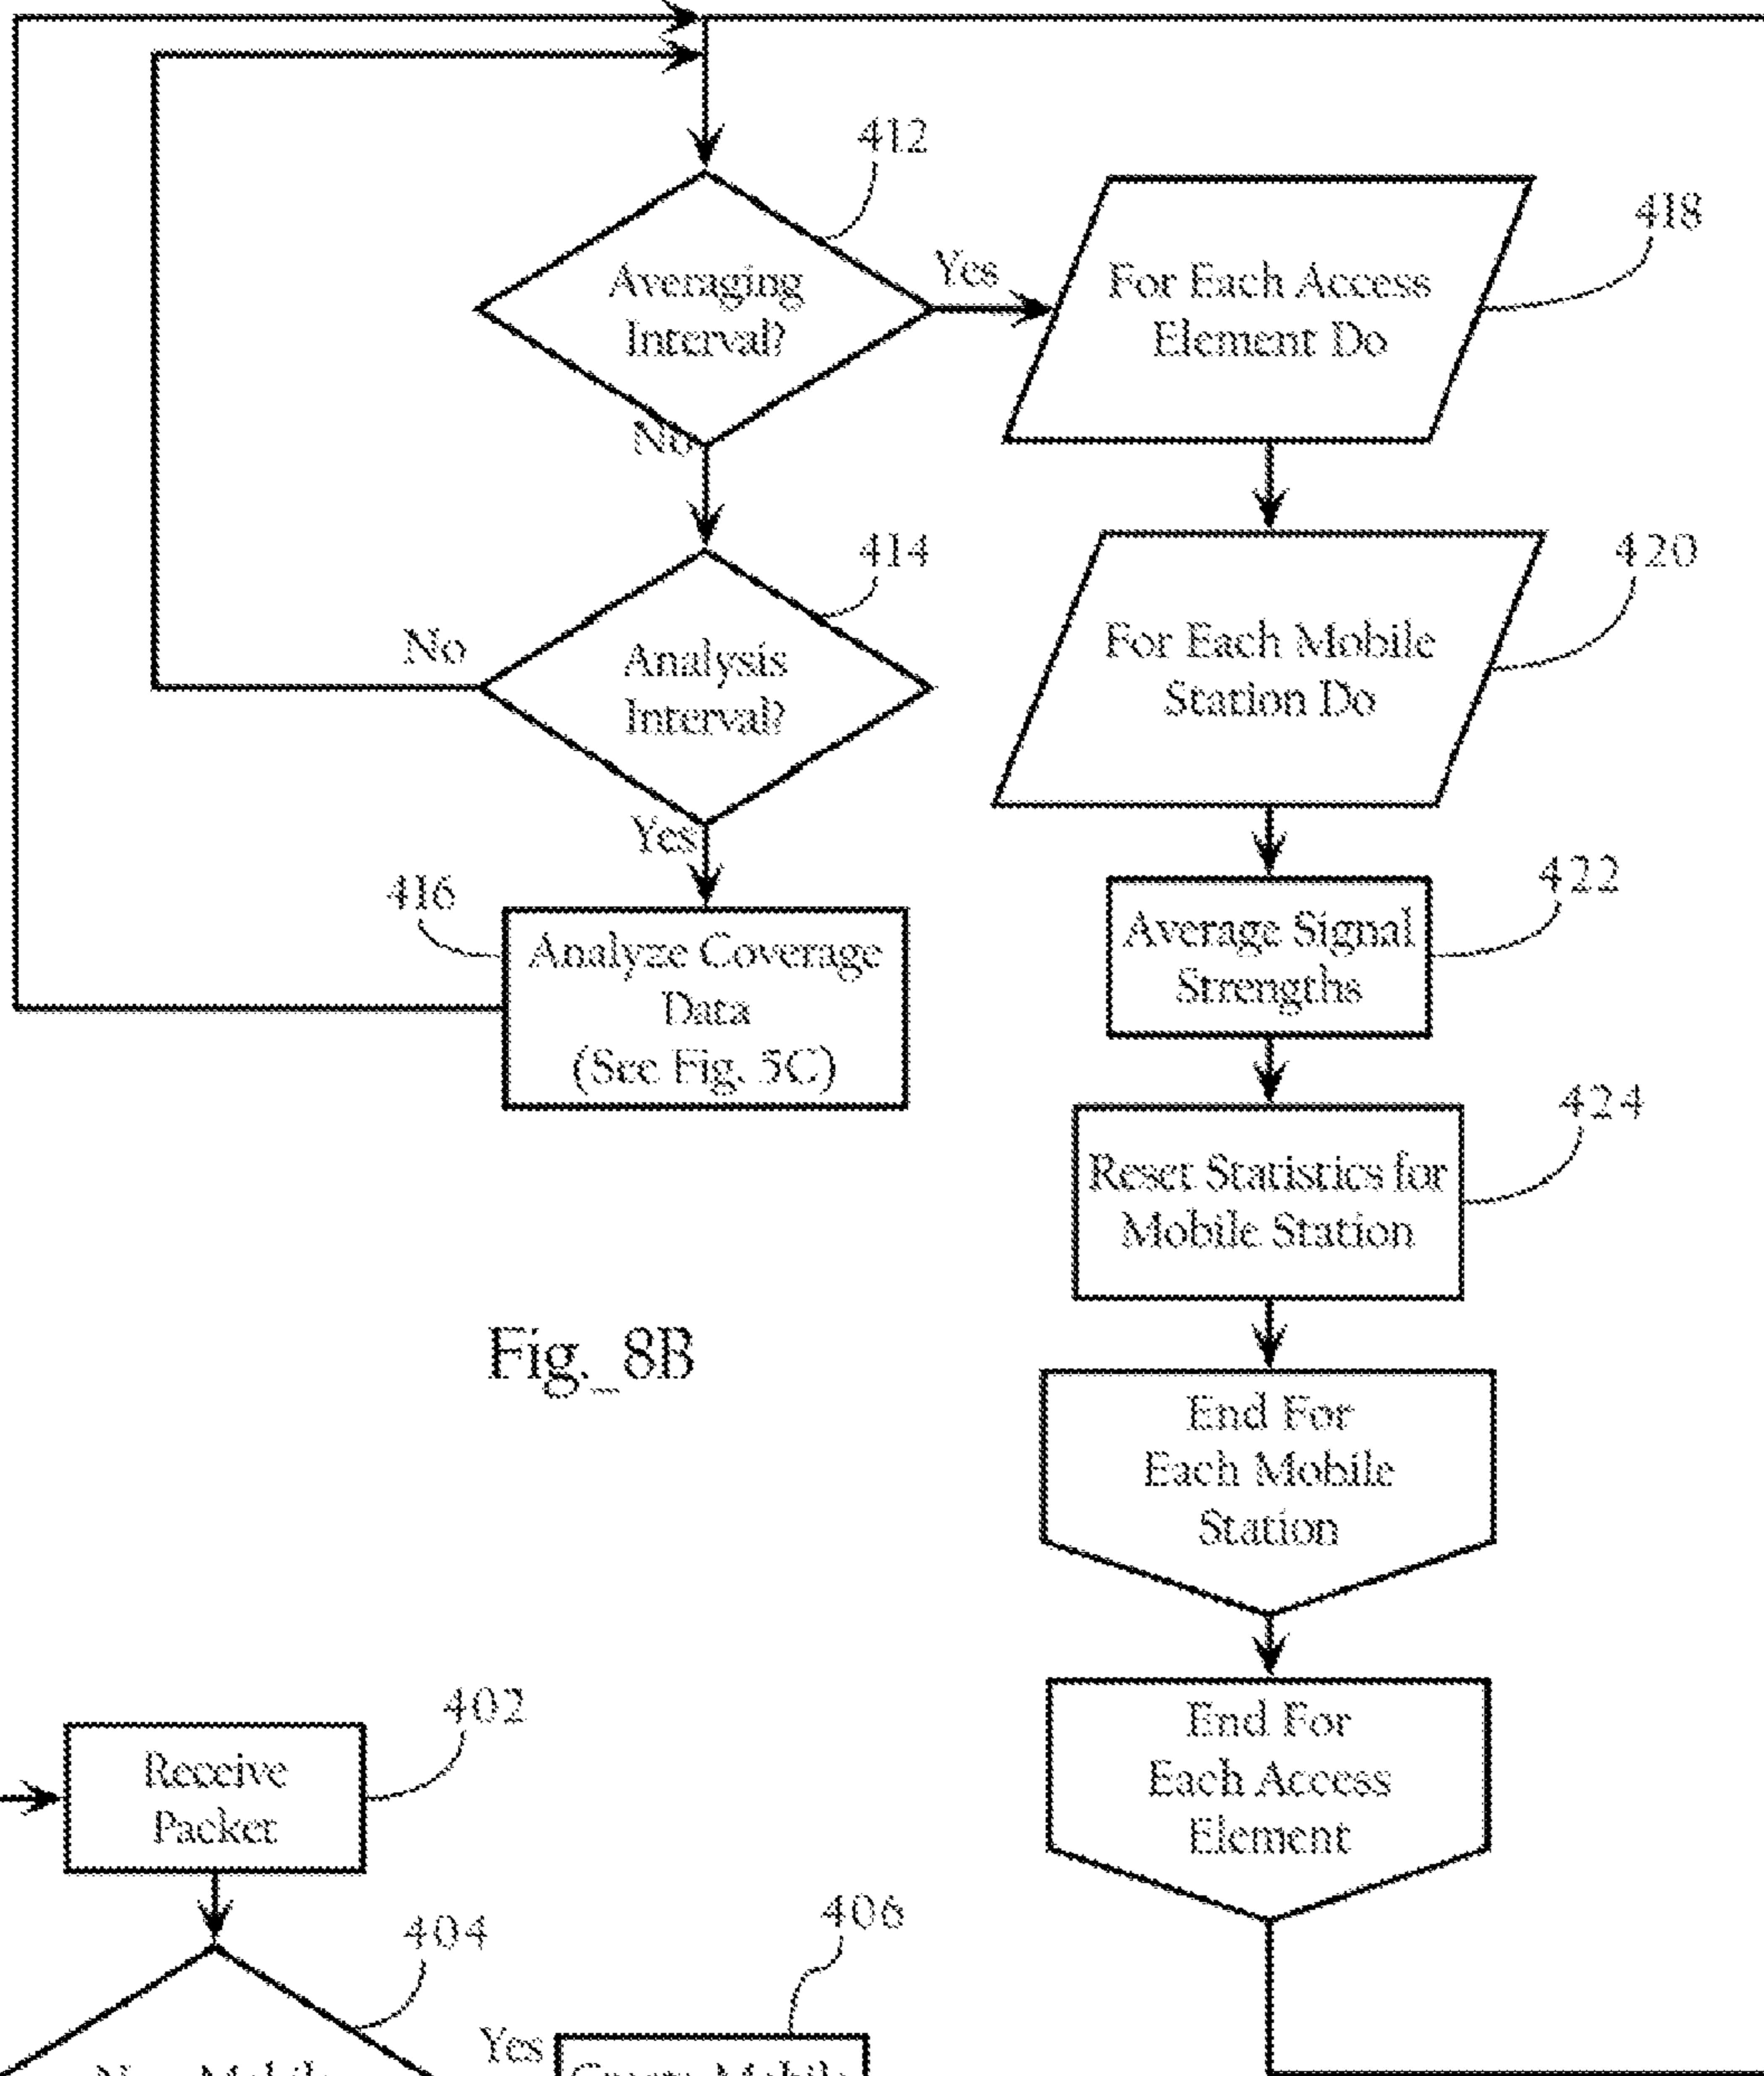 412
Averaging
Interval?
Yes
No
418
For Each Access
Element Do
414
Analysis
Interval?
No
Yes
420
For Each Mobile
Station Do
416
Analyze Coverage
Data
(See Fig. 5C)
422
Average Signal
Strengths
424
Reset Statistics for
Mobile Station
Fig._8B
End For
Each Mobile
Station
End For
Each Access
Element
402
Receive
Packet
404
406
Yes
Mobile
Mobile